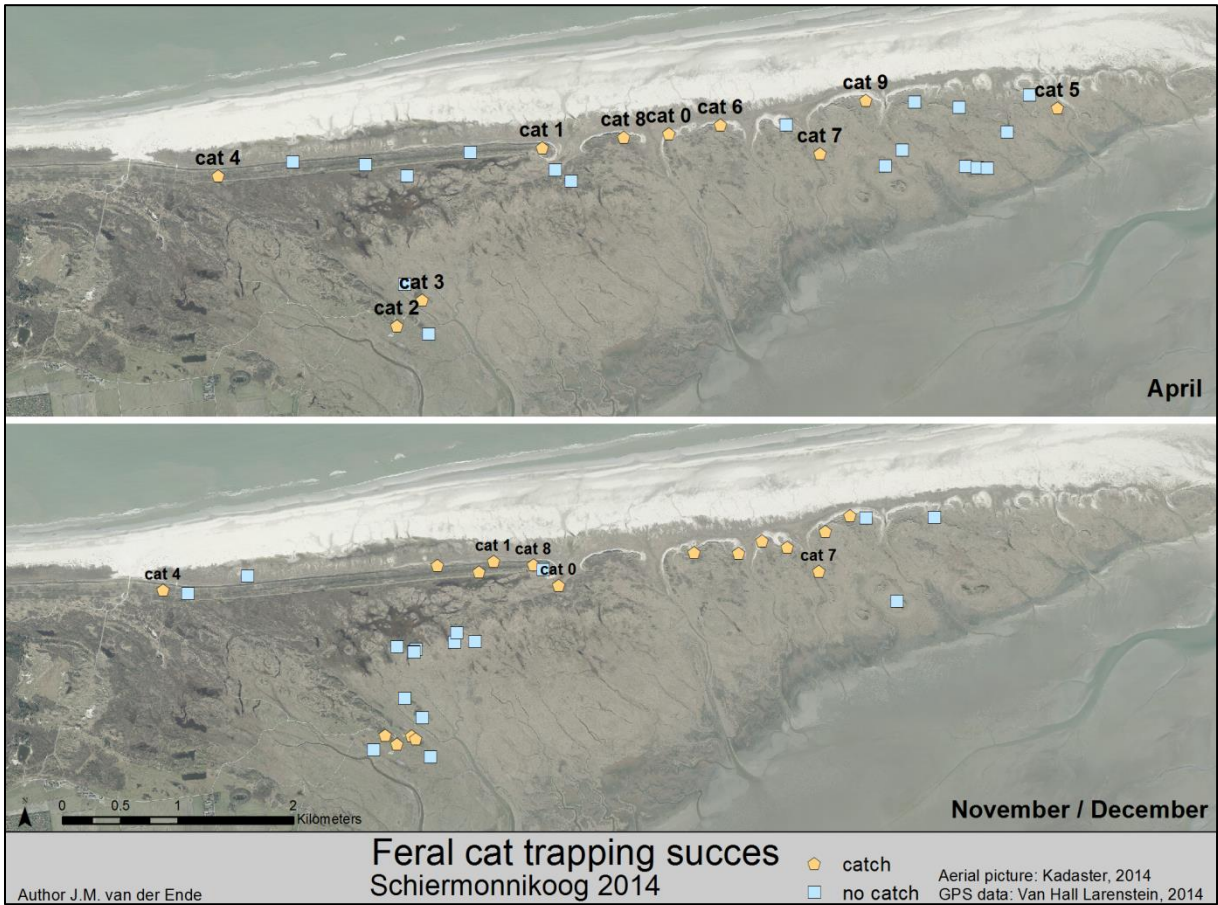 cat 9
cat 5
cat 6
cat 8
cat 0
cat 1
cat 7
cat 4
cat 3
cat 2
April
cat 1
cat 8
cat 7
cat 4
cat 0
N
0 0.5 1 2
Kilometers
November / December
Feral cat trapping succes
Schiermonnikoog 2014
Author J.M. van der Ende
catch
no catch
Aerial picture: Kadaster, 2014
GPS data: Van Hall Larenstein, 2014